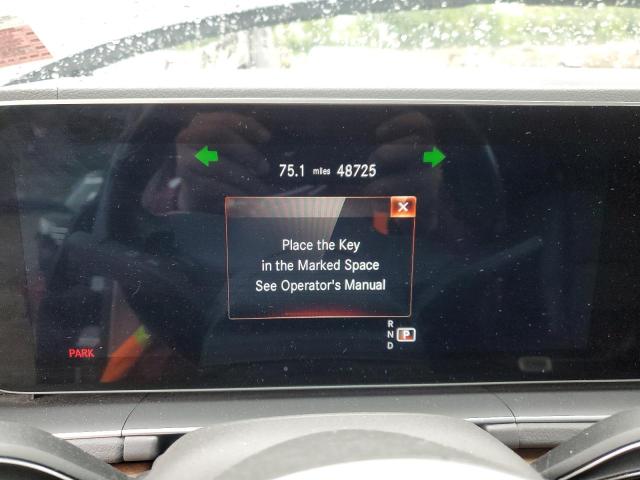 75.1 miles 48725
X
Place the Key
in the Marked Space
See Operator's Manual
R
N P
D
PARK